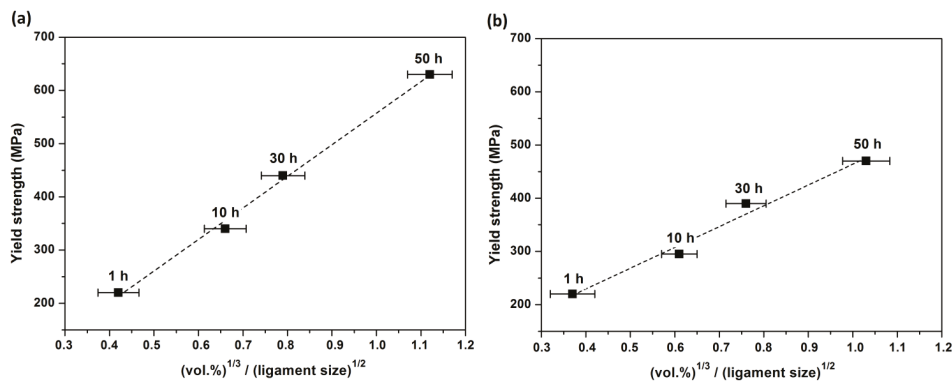 (a)
700
600
500
400
300
200
0.3 0.4 0.5 0.6 0.7 0.8 0.9 1.0 1.1 1.2
Yield strength (MPa)
(vol.%)^1/3 / (ligament size)^1/2
1 h
10 h
30 h
50 h
(b)
700
600
500
400
300
200
0.3 0.4 0.5 0.6 0.7 0.8 0.9 1.0 1.1 1.2
Yield strength (MPa)
(vol.%)^1/3 / (ligament size)^1/2
1 h
10 h
30 h
50 h